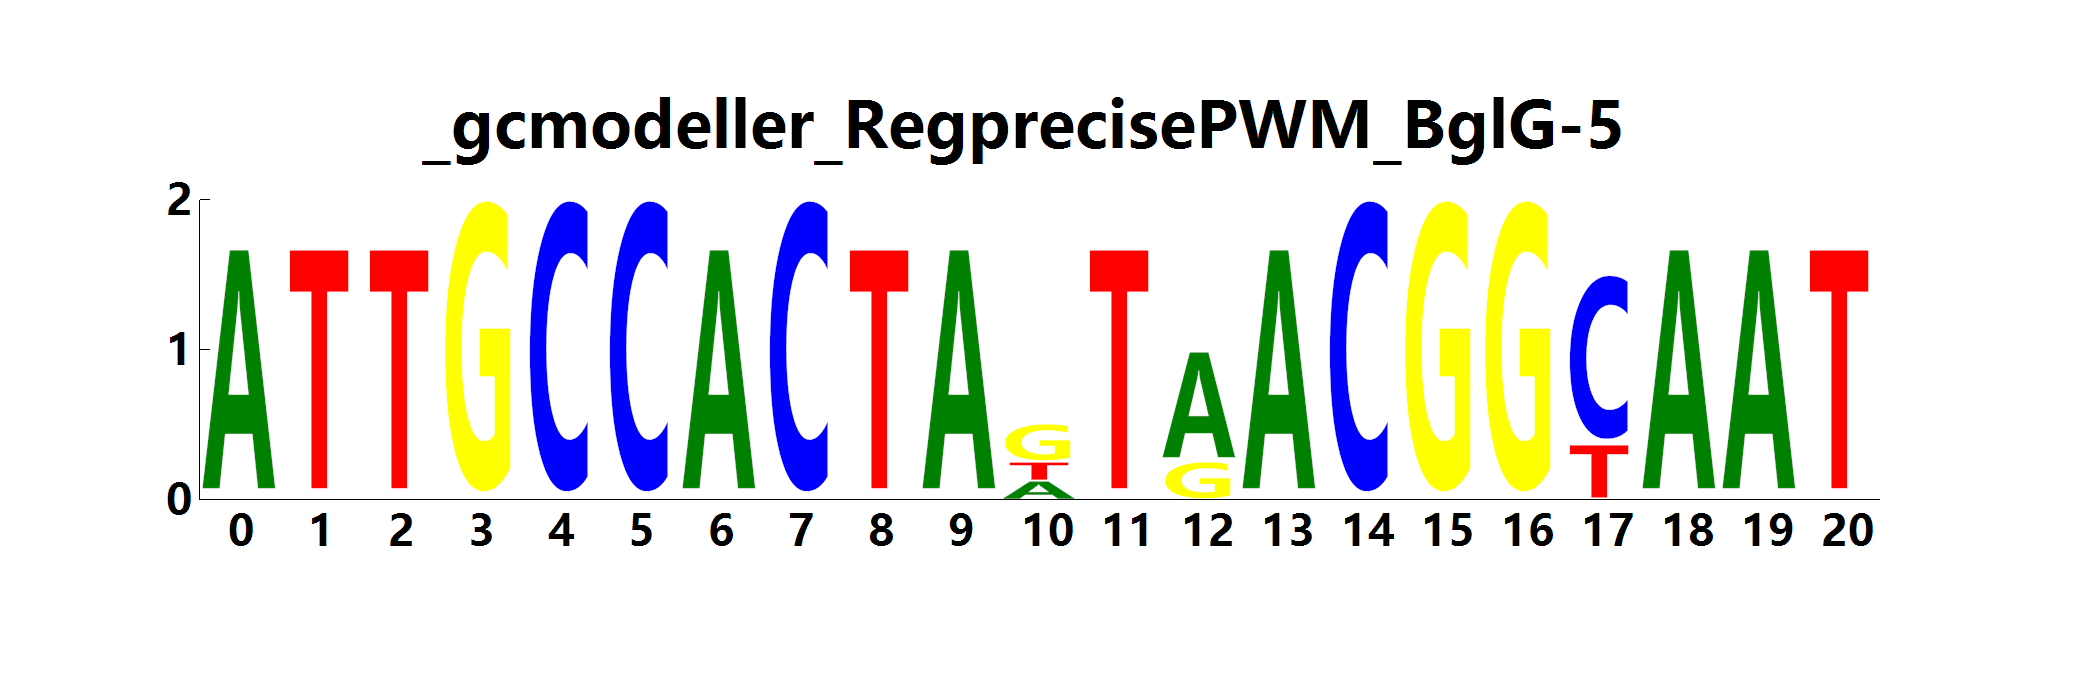 _gcmodeller_RegprecisePWM_BglG-5
2
1
0
A T T G C C A C T A G T A T A G A C G G C T A A T
0 1 2 3 4 5 6 7 8 9 10 11 12 13 14 15 16 17 18 19 20